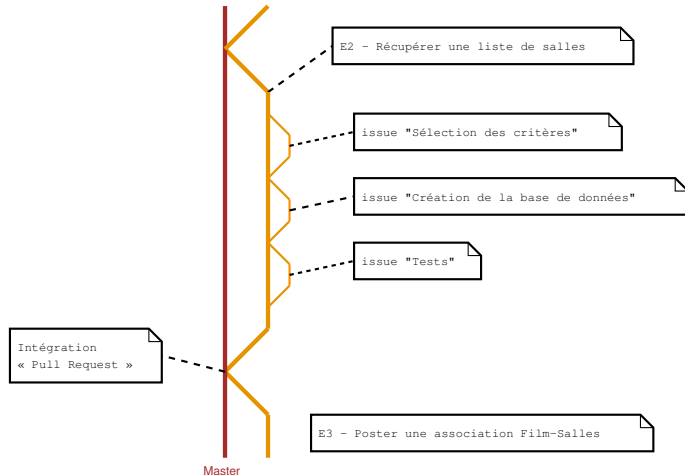 E2 - Récupérer une liste de salles
issue "Sélection des critères"
issue "Création de la base de données"
issue "Tests"
Intégration
« Pull Request »
E3 - Poster une association Film-Salles
Master